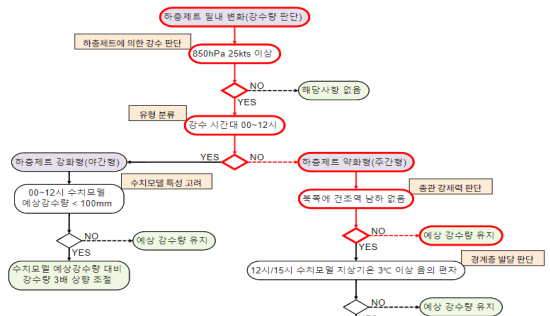 하층제트 일내 변화(강수량 판단)
하층제트에 의한 강수 판단
850hPa 25kts 이상
NO
해당사항 없음
YES
유형 분류
강수 시간대 00~12시
YES
NO
하층제트 강화형(야간형)
하층제트 약화형(주간형)
수치모델 특성 고려
종관 강제력 판단
00~12시 수치모델
예상강수량 < 100mm
북쪽에 건조역 남하 없음
NO
예상 강수량 유지
NO
예상 강수량 유지
YES
YES
경계층 발달 판단
수치모델 예상강수량 대비
강수량 3배 상향 조절
12시/15시 수치모델 지상기온 3℃ 이상 음의 편차
NO
예상 강수량 유지
YES